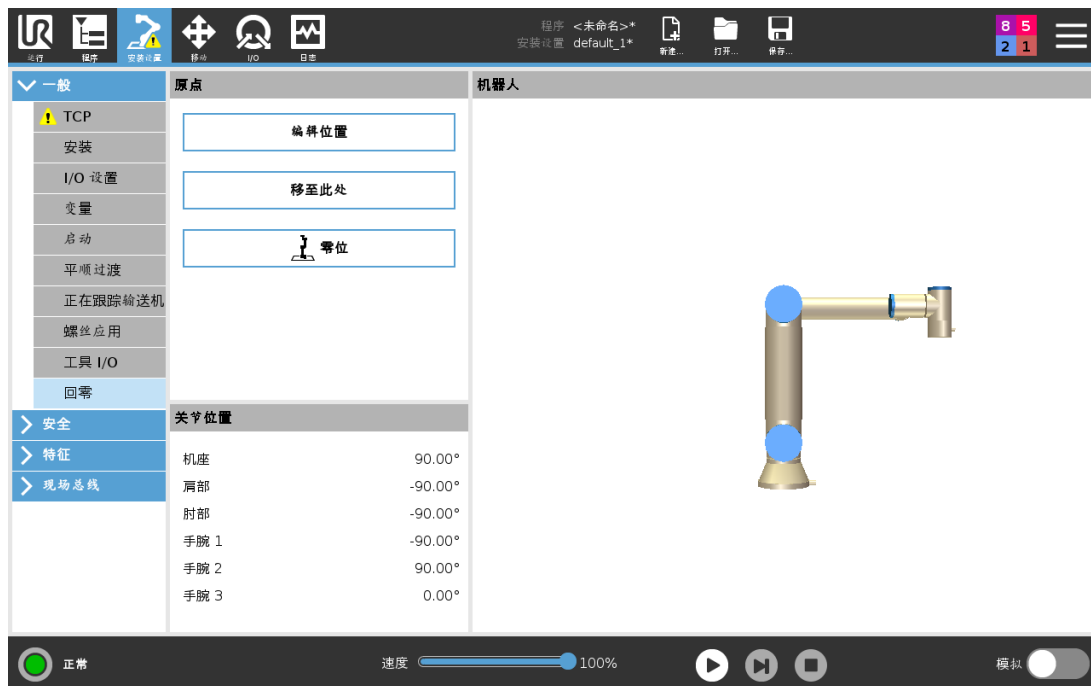 程序 <未命名>*
安装设置 default_1*
运行 程序 安装设置 移动 I/O 日志 新建... 打开... 保存...
8 5
2 1
一般
TCP
安装
I/O 设置
变量
启动
平顺过渡
正在跟踪输送机
螺丝应用
工具 I/O
回零
安全
特征
现场总线
原点
编辑位置
移至此处
零位
关节位置
机座 90.00°
肩部 -90.00°
肘部 -90.00°
手腕 1 -90.00°
手腕 2 90.00°
手腕 3 0.00°
机器人
正常
速度 100%
模拟